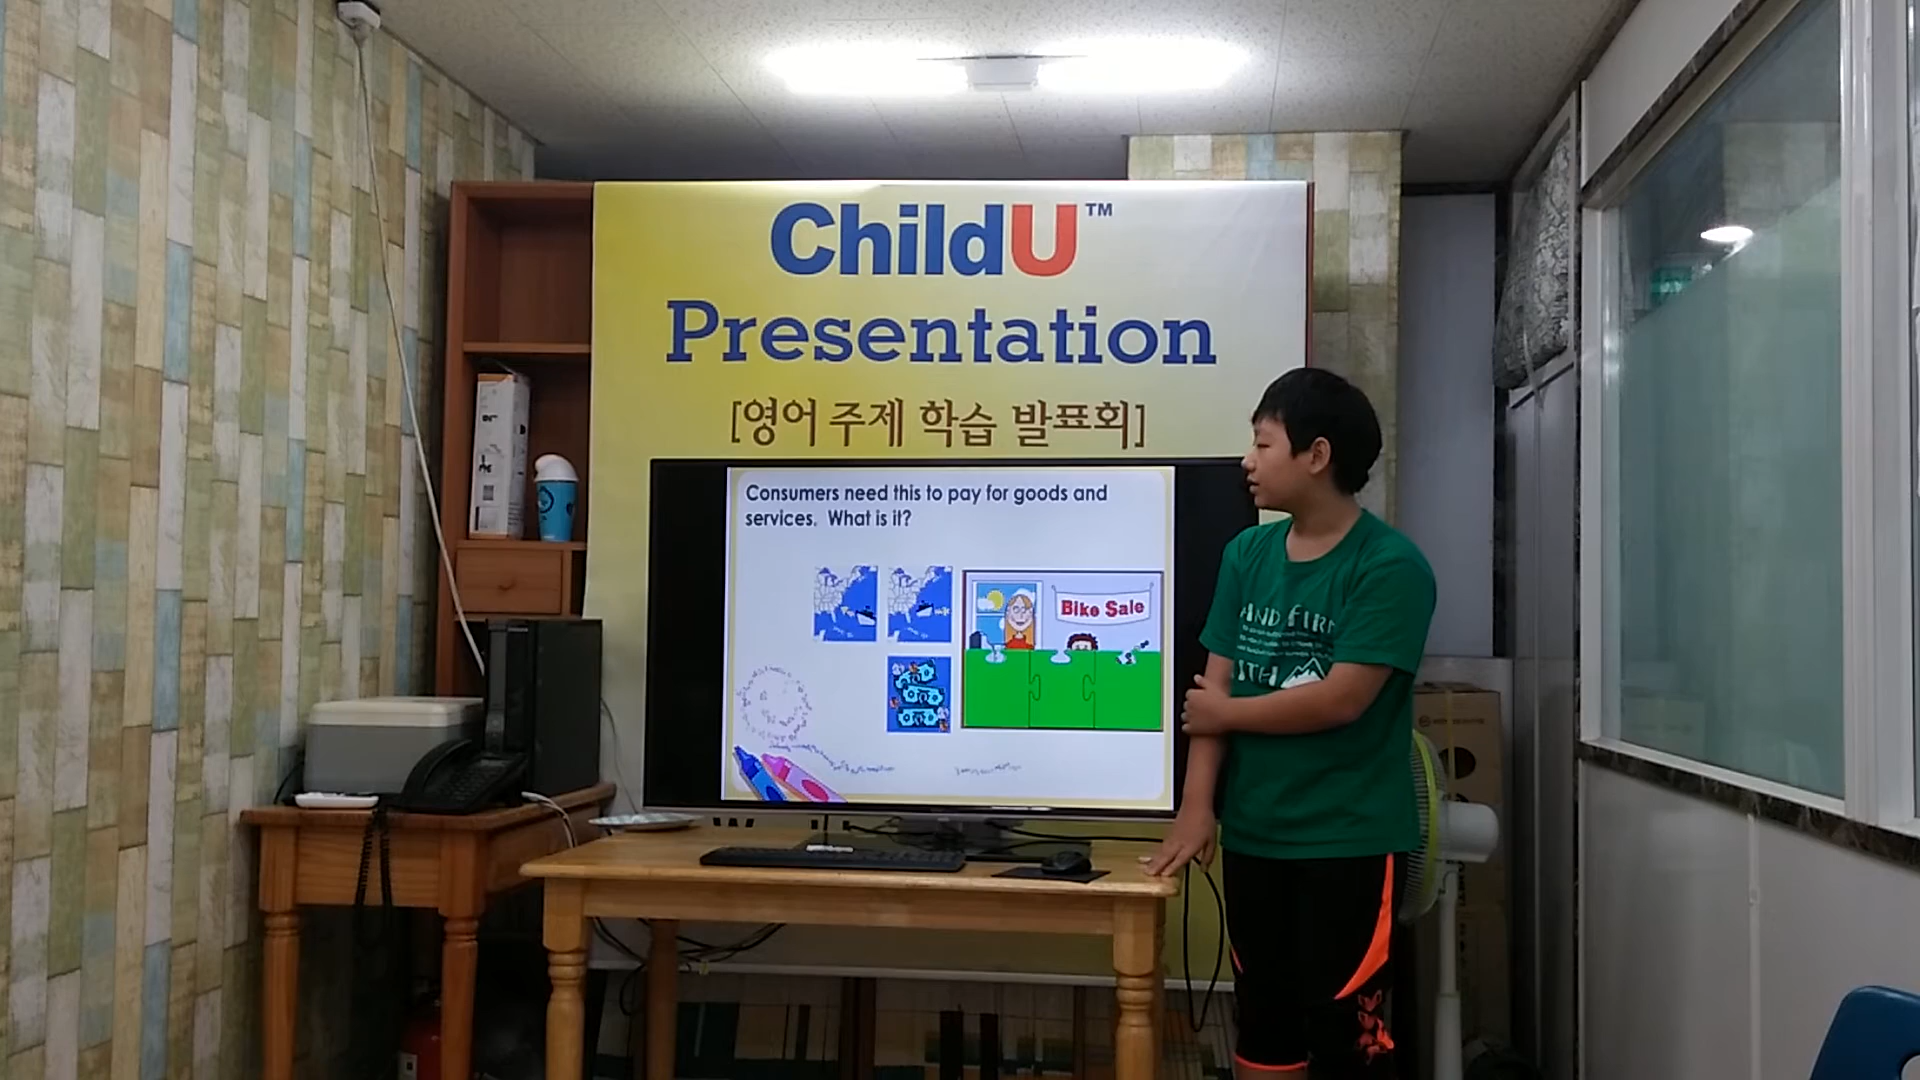 ChildU™
Presentation
[영어 주제 학습 발표회]
Consumers need this to pay for goods and
services. What is it?
Bike Sale